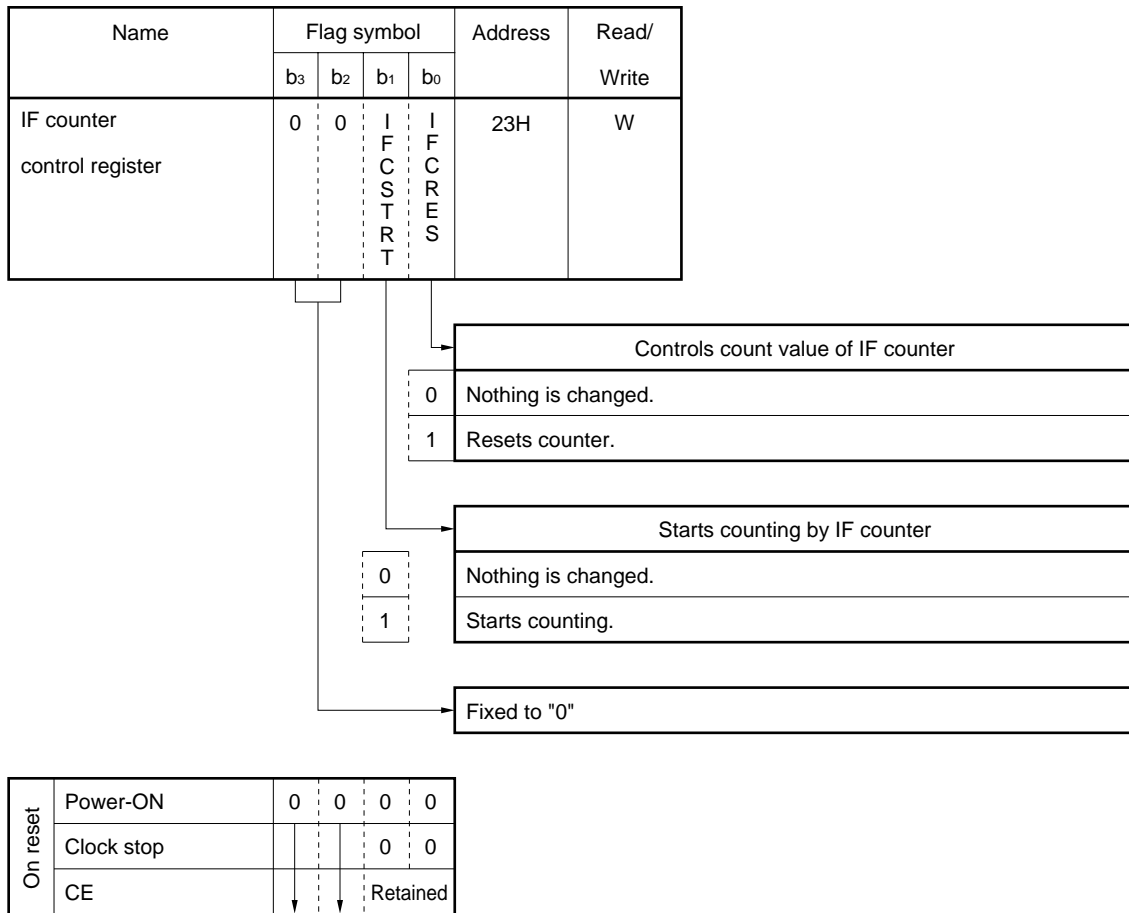 Name Flag symbol Address Read/
b3 b2 b1 b0 Write
IF counter 0 0 IFCSTRT IFCRES 23H W
control register
Controls count value of IF counter
0 Nothing is changed.
1 Resets counter.
Starts counting by IF counter
0 Nothing is changed.
1 Starts counting.
Fixed to "0"
On reset
Power-ON 0 0 0 0
Clock stop 0 0
CE Retained